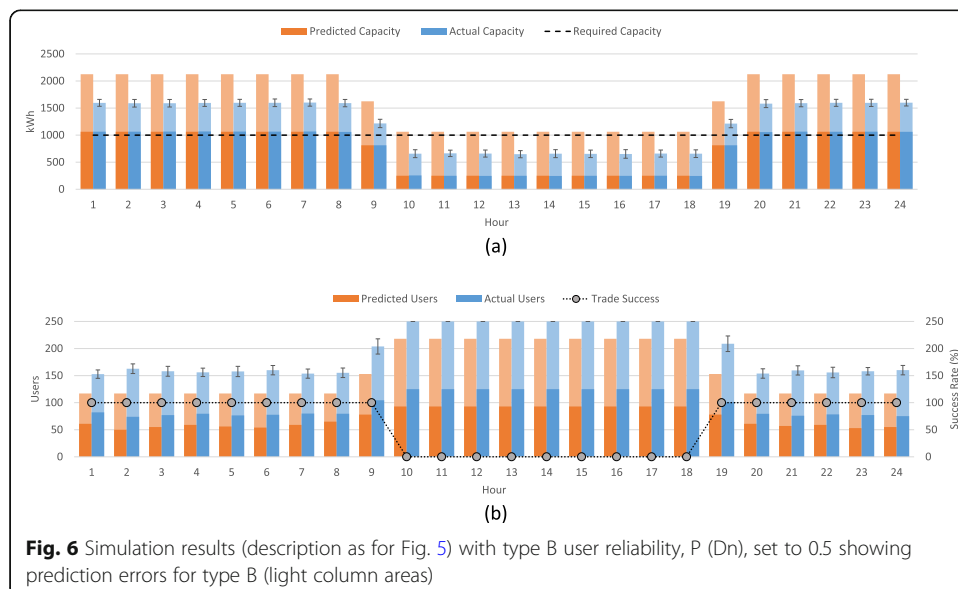 Predicted Capacity Actual Capacity Required Capacity
2500
2000
1500
1000
500
0
kWh
1 2 3 4 5 6 7 8 9 10 11 12 13 14 15 16 17 18 19 20 21 22 23 24
Hour
(a)
Predicted Users Actual Users Trade Success
250 250
200 200
150 150
100 100
50 50
0 0
Users
Success Rate (%)
1 2 3 4 5 6 7 8 9 10 11 12 13 14 15 16 17 18 19 20 21 22 23 24
Hour
(b)
Fig. 6 Simulation results (description as for Fig. 5) with type B user reliability, P (Dn), set to 0.5 showing
prediction errors for type B (light column areas)